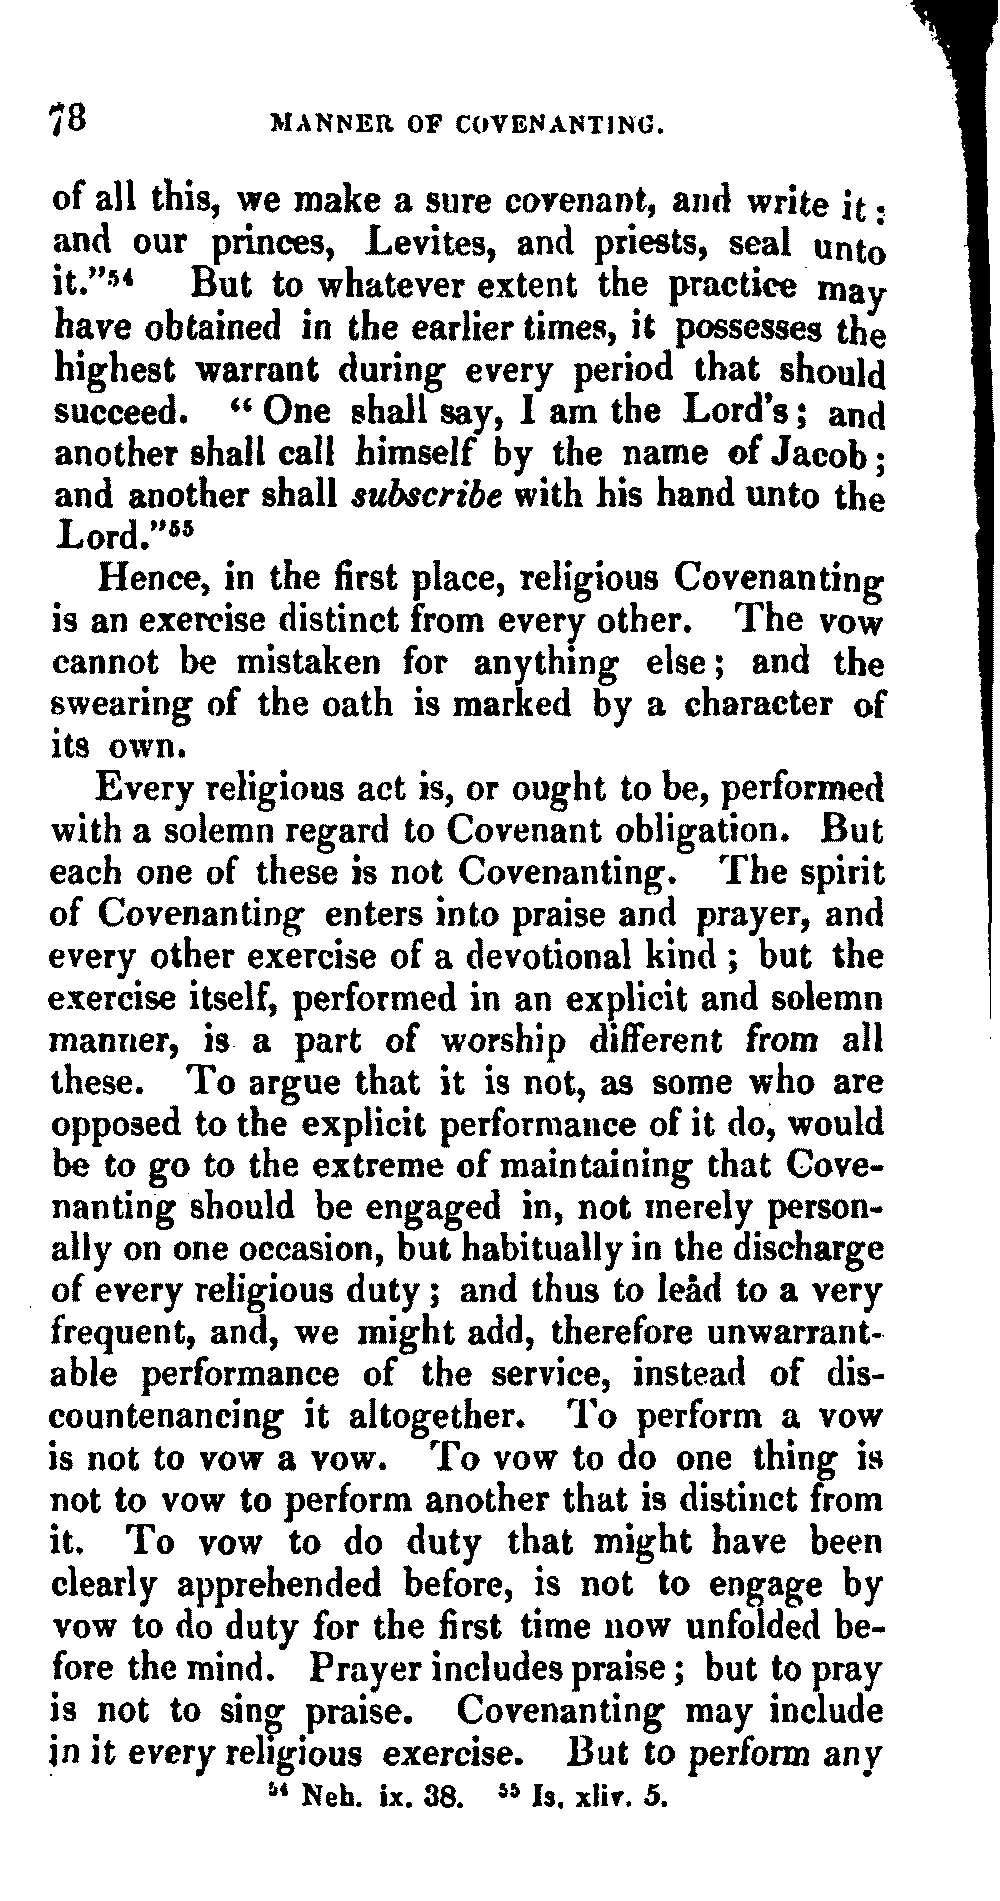 78 MANNER OF COVENANTING.
of all this, we make a sure covenant, and write it:
and our princes, Levites, and priests, seal unto
it."⁵⁴ But to whatever extent the practice may
have obtained in the earlier times, it possesses the
highest warrant during every period that should
succeed. "One shall say, I am the Lord's; and
another shall call himself by the name of Jacob;
and another shall subscribe with his hand unto the
Lord."⁵⁵
Hence, in the first place, religious Covenanting
is an exercise distinct from every other. The vow
cannot be mistaken for anything else; and the
swearing of the oath is marked by a character of
its own.
Every religious act is, or ought to be, performed
with a solemn regard to Covenant obligation. But
each one of these is not Covenanting. The spirit
of Covenanting enters into praise and prayer, and
every other exercise of a devotional kind; but the
exercise itself, performed in an explicit and solemn
manner, is a part of worship different from all
these. To argue that it is not, as some who are
opposed to the explicit performance of it do, would
be to go to the extreme of maintaining that Cove-
nanting should be engaged in, not merely person-
ally on one occasion, but habitually in the discharge
of every religious duty; and thus to lead to a very
frequent, and, we might add, therefore unwarrant-
able performance of the service, instead of dis-
countenancing it altogether. To perform a vow
is not to vow a vow. To vow to do one thing is
not to vow to perform another that is distinct from
it. To vow to do duty that might have been
clearly apprehended before, is not to engage by
vow to do duty for the first time now unfolded be-
fore the mind. Prayer includes praise; but to pray
is not to sing praise. Covenanting may include
in it every religious exercise. But to perform any
⁵⁴ Neh. ix. 38. ⁵⁵ Is. xliv. 5.